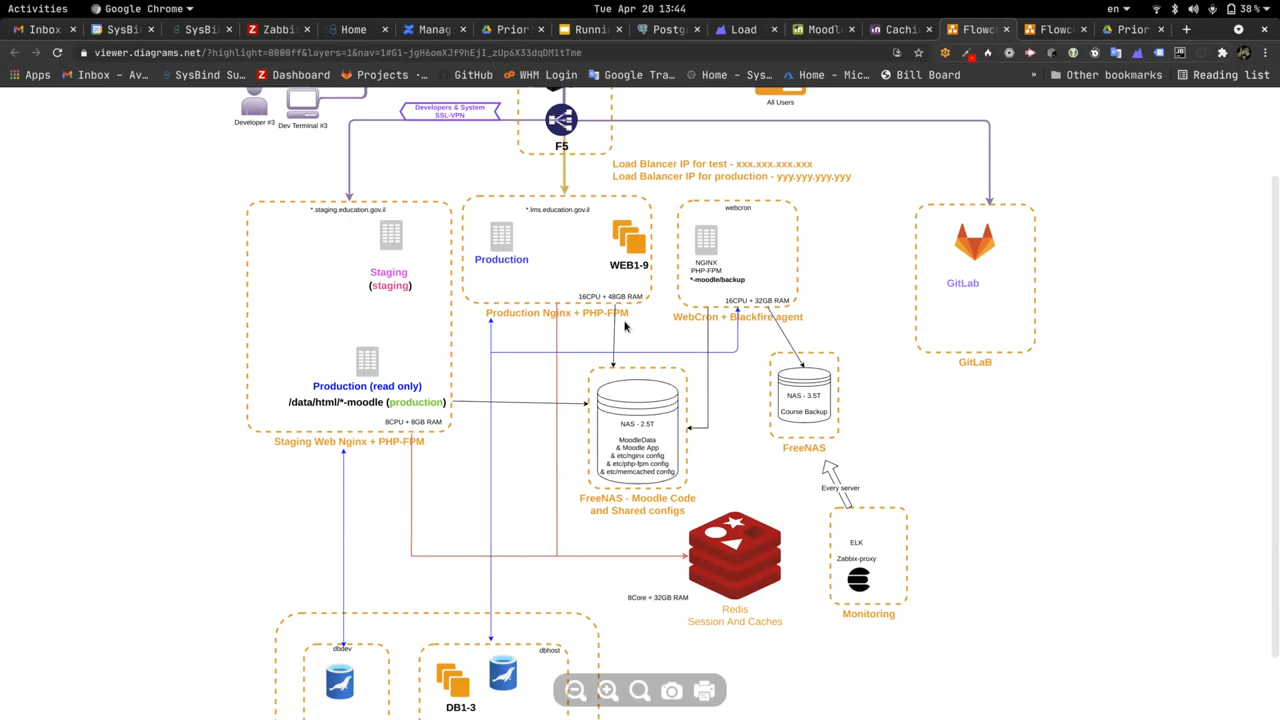 Activities
Google Chrome
Tue Apr 20 13:44
en
38 %
Inbox
SysBi
SysBi
Zabbi
Home
Manag
Prior
Runni
Postg
Load
Moodl
Cachi
Flowc
Flowc
Prior
viewer.diagrams.net/?highlight=0000ff&layers=1&nav=1#G1-jgH6omXJf9hEjI_zUp6X33dqDM1tTme
Apps
Inbox - Av…
SysBind Su…
Dashboard
Projects · …
GitHub
WHM Login
Google Tra…
Home - Sys…
Home - Mic…
Bill Board
»
Other bookmarks
Reading list
Developer #3
Dev Terminal #3
Developers & System
SSL-VPN
F5
All Users
Load Blancer IP for test - xxx.xxx.xxx.xxx
Load Balancer IP for production - yyy.yyy.yyy.yyy
*.staging.education.gov.il
Staging
(staging)
Production (read only)
/data/html/*-moodle (production)
8CPU + 8GB RAM
Staging Web Nginx + PHP-FPM
*.lms.education.gov.il
Production
WEB1-9
16CPU + 48GB RAM
Production Nginx + PHP-FPM
webcron
NGINX
PHP-FPM
*-moodle/backup
16CPU + 32GB RAM
WebCron + Blackfire agent
GitLab
GitLaB
NAS - 2.5T
MoodleData
& Moodle App
& etc/nginx config
& etc/php-fpm config
& etc/memcached config
FreeNAS - Moodle Code
and Shared configs
NAS - 3.5T
Course Backup
FreeNAS
Every server
ELK
Zabbix-proxy
Monitoring
8Core + 32GB RAM
Redis
Session And Caches
dbdev
dbhost
DB1-3